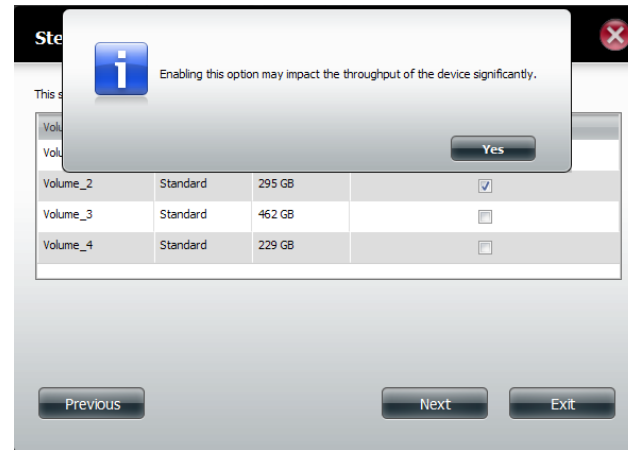 Ste
Enabling this option may impact the throughput of the device significantly.
This s
Volu
Yes
Volu
Volume_2 Standard 295 GB
Volume_3 Standard 462 GB
Volume_4 Standard 229 GB
Previous Next Exit